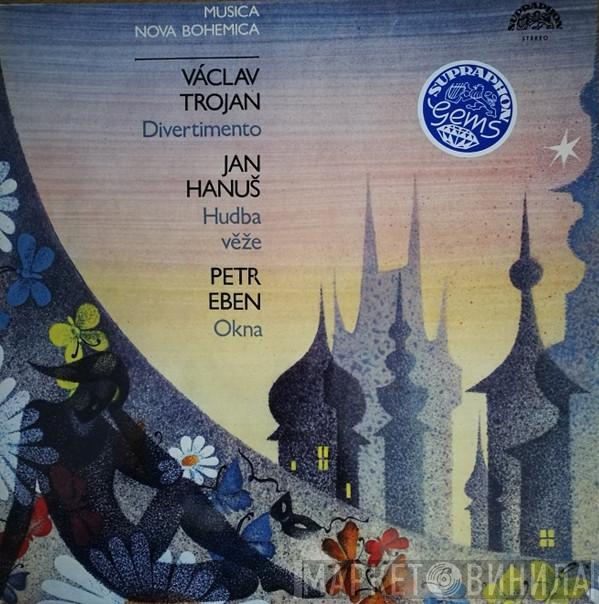 MUSICA
NOVA BOHEMICA
SUPRAPHON
STEREO
VÁCLAV
TROJAN
Divertimento
SUPRAPHON
Gems
JAN
HANUŠ
Hudba
věže
PETR
EBEN
Okna
МАРКЕТ ВИНИЛА